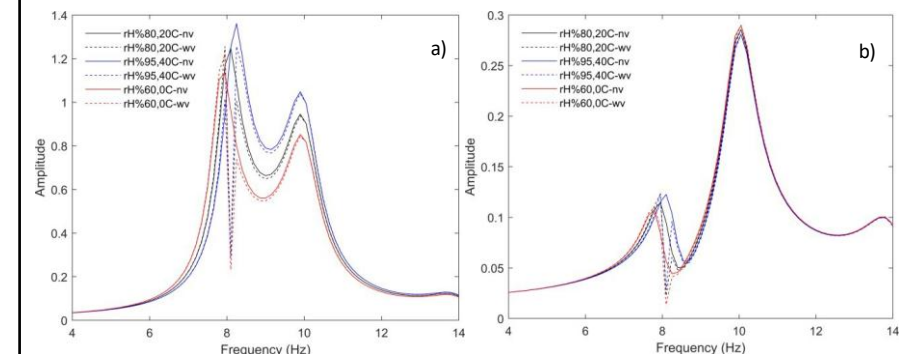 a)
rH%80,20C-nv
rH%80,20C-wv
rH%95,40C-nv
rH%95,40C-wv
rH%60,0C-nv
rH%60,0C-wv
Amplitude
1.4
1.2
1
0.8
0.6
0.4
0.2
0
4 6 8 10 12 14
Frequency (Hz)
b)
rH%80,20C-nv
rH%80,20C-wv
rH%95,40C-nv
rH%95,40C-wv
rH%60,0C-nv
rH%60,0C-wv
Amplitude
0.3
0.25
0.2
0.15
0.1
0.05
0
4 6 8 10 12 14
Frequency (Hz)